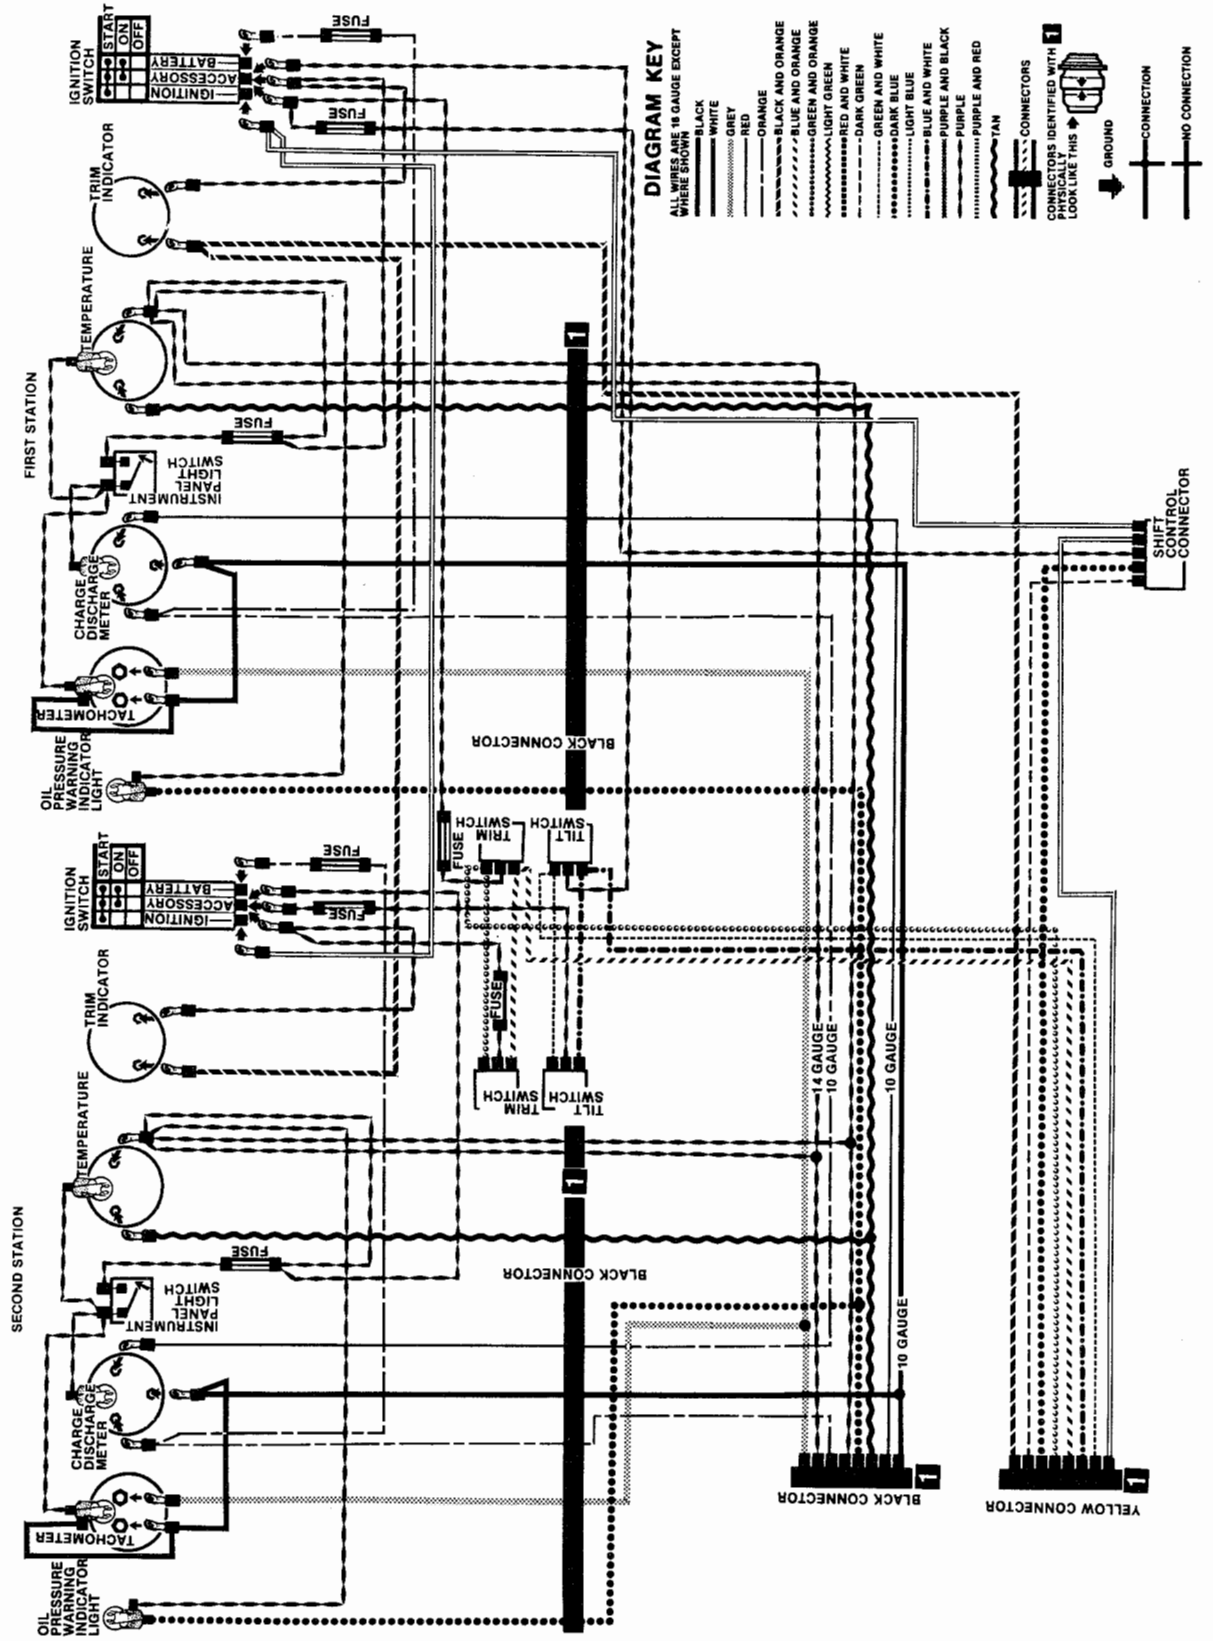 DIAGRAM KEY
ALL WIRES ARE 16 GAUGE EXCEPT
WHERE SHOWN
BLACK
WHITE
GREY
RED
ORANGE
BLACK AND ORANGE
BLUE AND ORANGE
GREEN AND ORANGE
LIGHT GREEN
RED AND WHITE
DARK GREEN
GREEN AND WHITE
DARK BLUE
LIGHT BLUE
BLUE AND WHITE
PURPLE AND BLACK
PURPLE
PURPLE AND RED
TAN
CONNECTORS
CONNECTORS IDENTIFIED WITH 1
PHYSICALLY
LOOK LIKE THIS
GROUND
CONNECTION
NO CONNECTION
FIRST STATION
IGNITION
SWITCH
START
ON
OFF
BATTERY
ACCESSORY
IGNITION
FUSE
FUSE
TRIM
INDICATOR
TEMPERATURE
FUSE
INSTRUMENT
PANEL
LIGHT
SWITCH
CHARGE
DISCHARGE
METER
TACHOMETER
OIL
PRESSURE
WARNING
INDICATOR
LIGHT
1
BLACK CONNECTOR
SHIFT
CONTROL
CONNECTOR
FUSE
TRIM
SWITCH
TILT
SWITCH
SECOND STATION
IGNITION
SWITCH
START
ON
OFF
BATTERY
ACCESSORY
IGNITION
FUSE
FUSE
TRIM
INDICATOR
FUSE
TRIM
SWITCH
TILT
SWITCH
TEMPERATURE
FUSE
INSTRUMENT
PANEL
LIGHT
SWITCH
CHARGE
DISCHARGE
METER
TACHOMETER
OIL
PRESSURE
WARNING
INDICATOR
LIGHT
1
BLACK CONNECTOR
14 GAUGE
10 GAUGE
10 GAUGE
10 GAUGE
BLACK CONNECTOR
1
YELLOW CONNECTOR
1